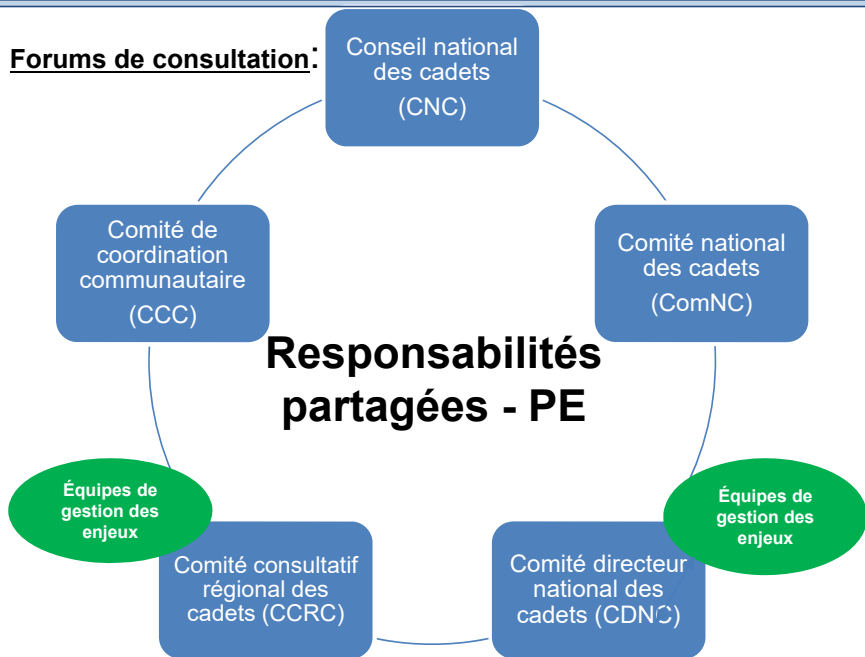 Forums de consultation:
Conseil national
des cadets
(CNC)
Comité de
coordination
communautaire
(CCC)
Comité national
des cadets
(ComNC)
Responsabilités
partagées - PE
Équipes de
gestion des
enjeux
Équipes de
gestion des
enjeux
Comité consultatif
régional des
cadets (CCRC)
Comité directeur
national des
cadets (CDNC)